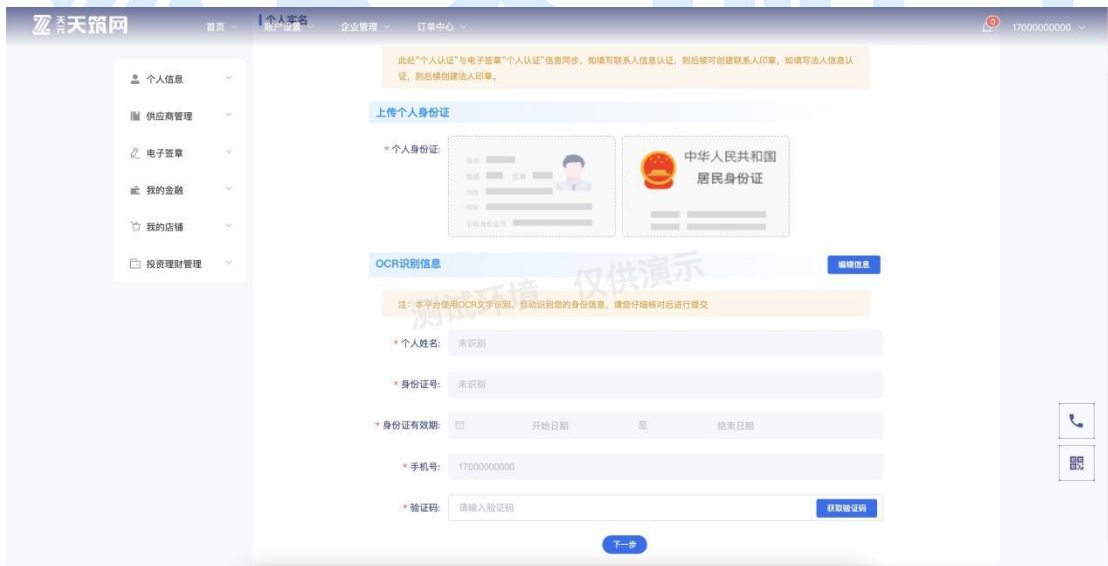 天元 天筑网
首页
个人实名
账户设置
企业管理
订单中心
17000000000
此处"个人认证"与电子签章"个人认证"信息同步，如填写联系人信息认证，则后续可创建联系人印章，如填写法人信息认
证，则后续创建法人印章。
个人信息
供应商管理
电子签章
我的金融
我的店铺
投资理财管理
上传个人身份证
* 个人身份证:
中华人民共和国
居民身份证
OCR识别信息
编辑信息
测试环境 仅供演示
注：本平台使用OCR文字识别，自动识别您的身份信息，请您仔细核对后进行提交
* 个人姓名: 未识别
* 身份证号: 未识别
* 身份证有效期: 开始日期 至 结束日期
* 手机号: 17000000000
* 验证码: 请输入验证码 获取验证码
下一步